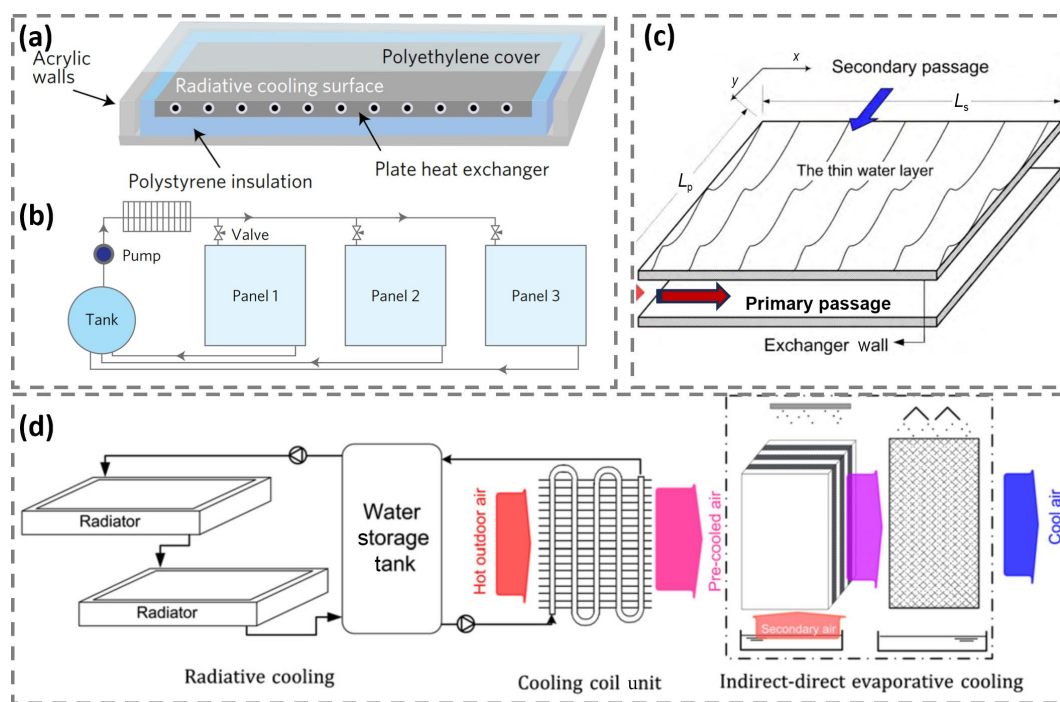 (a)
Acrylic
walls
Polyethylene cover
Radiative cooling surface
Plate heat exchanger
Polystyrene insulation
(b)
Valve
Pump
Panel 1
Panel 2
Panel 3
Tank
(c)
x
y
Secondary passage
Ls
Lp
The thin water layer
Primary passage
Exchanger wall
(d)
Radiator
Radiator
Water
storage
tank
Hot outdoor air
Pre-cooled air
Secondary air
Cool air
Radiative cooling
Cooling coil unit
Indirect-direct evaporative cooling